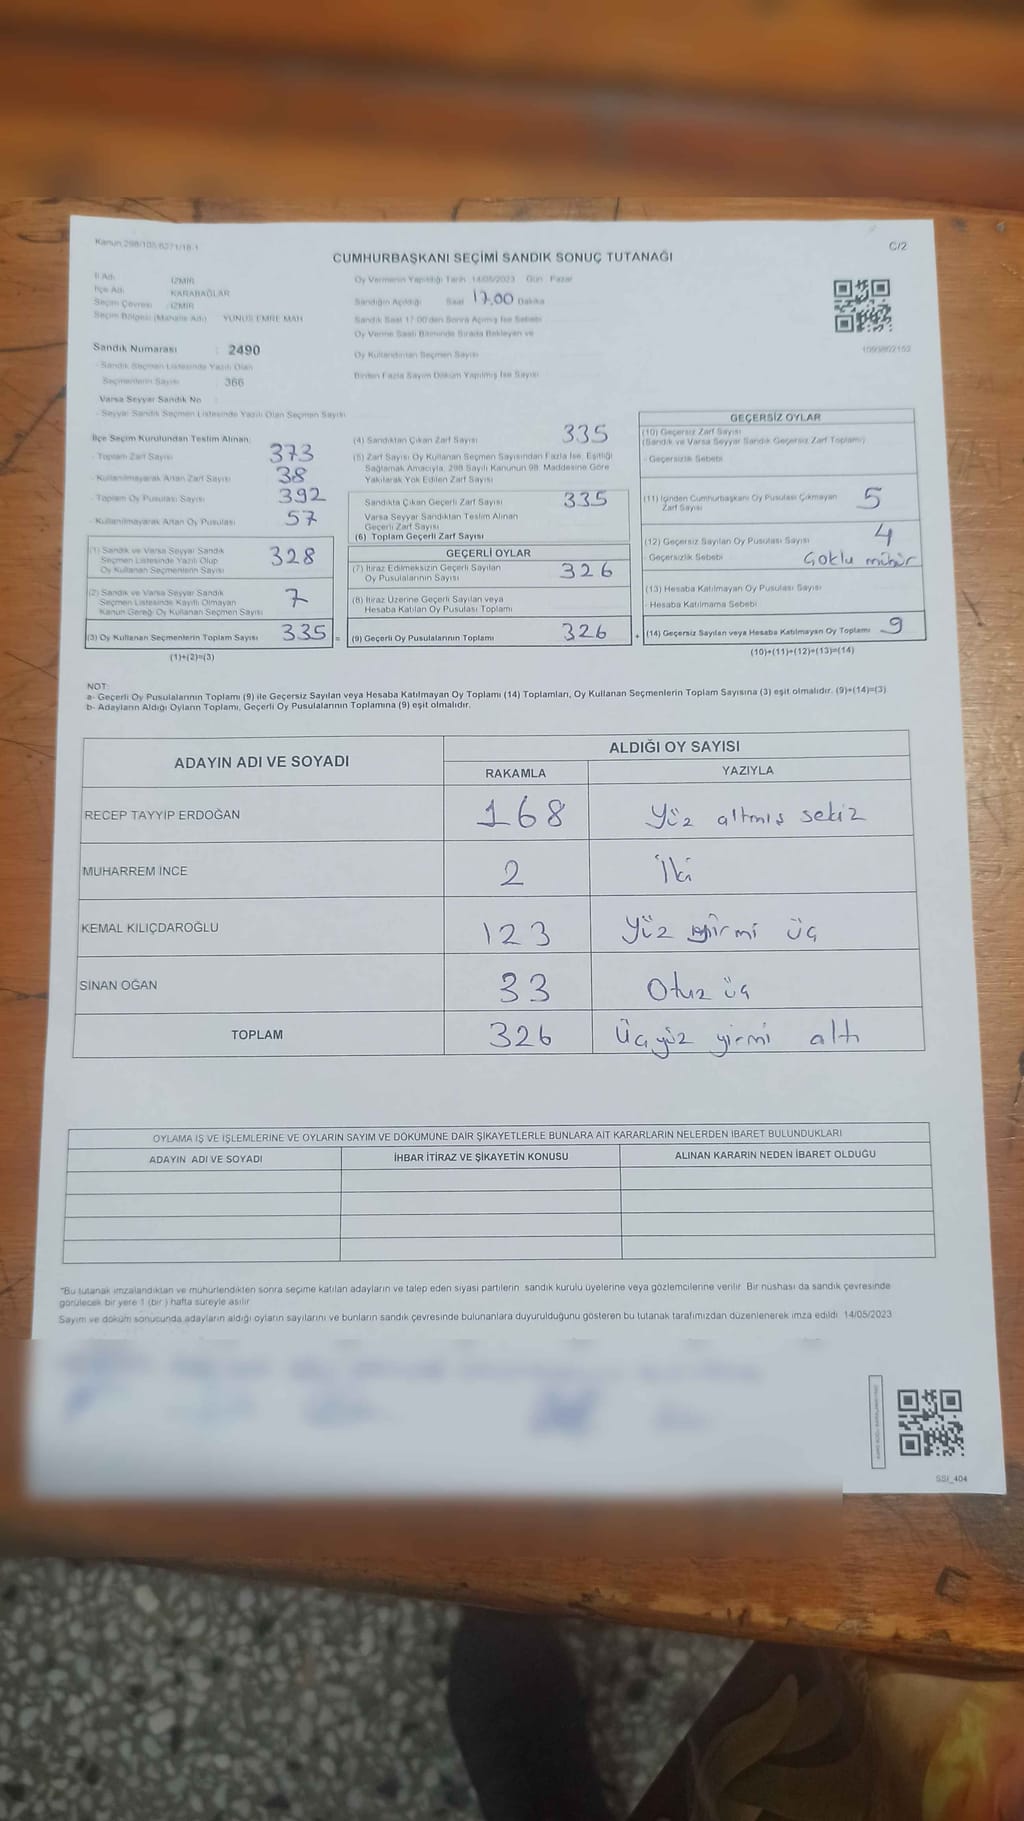 Kanun 298/105/6271/18-1
C/2
CUMHURBAŞKANI SEÇİMİ SANDIK SONUÇ TUTANAĞI
İl Adı: İZMİR
İlçe Adı: KARABAĞLAR
Seçim Çevresi: İZMİR
Seçim Bölgesi (Mahalle Adı) YUNUS EMRE MAH
Sandık Numarası : 2490
- Sandık Seçmen Listesinde Yazılı Olan
Seçmenlerin Sayısı 366
Varsa Seyyar Sandık No
- Seyyar Sandık Seçmen Listesinde Yazılı Olan Seçmen Sayısı
Oy Vermenin Yapıldığı Tarih 14/05/2023 Gün Pazar
Sandığın Açıldığı Saat 17.00 Dakika
Sandık Saat 17:00'den Sonra Açılmış İse Sebebi
Oy Verme Saati Bitiminde Sırada Bekleyen ve
Oy Kullandırılan Seçmen Sayısı
Birden Fazla Sayım Döküm Yapılmış İse Sayısı
İlçe Seçim Kurulundan Teslim Alınan:
- Toplam Zarf Sayısı 373
- Kullanılmayarak Artan Zarf Sayısı 38
- Toplam Oy Pusulası Sayısı 392
- Kullanılmayarak Artan Oy Pusulası 57
(1) Sandık ve Varsa Seyyar Sandık
Seçmen Listesinde Yazılı Olup
Oy Kullanan Seçmenlerin Sayısı 328
(2) Sandık ve Varsa Seyyar Sandık
Seçmen Listesinde Kayıtlı Olmayan
Kanun Gereği Oy Kullanan Seçmen Sayısı 7
(3) Oy Kullanan Seçmenlerin Toplam Sayısı 335 =
(1)+(2)=(3)
(4) Sandıktan Çıkan Zarf Sayısı 335
(5) Zarf Sayısı Oy Kullanan Seçmen Sayısından Fazla İse, Eşitliği
Sağlamak Amacıyla, 298 Sayılı Kanunun 98. Maddesine Göre
Yakılarak Yok Edilen Zarf Sayısı
Sandıkta Çıkan Geçerli Zarf Sayısı 335
Varsa Seyyar Sandıktan Teslim Alınan
Geçerli Zarf Sayısı
(6) Toplam Geçerli Zarf Sayısı
GEÇERLİ OYLAR
(7) İtiraz Edilmeksizin Geçerli Sayılan
Oy Pusulalarının Sayısı 326
(8) İtiraz Üzerine Geçerli Sayılan veya
Hesaba Katılan Oy Pusulası Toplamı
(9) Geçerli Oy Pusulalarının Toplamı 326 +
GEÇERSİZ OYLAR
(10) Geçersiz Zarf Sayısı
(Sandık ve Varsa Seyyar Sandık Geçersiz Zarf Toplamı)
- Geçersizlik Sebebi
(11) İçinden Cumhurbaşkanı Oy Pusulası Çıkmayan
Zarf Sayısı 5
(12) Geçersiz Sayılan Oy Pusulası Sayısı 4
- Geçersizlik Sebebi Çoklu mühür
(13) Hesaba Katılmayan Oy Pusulası Sayısı
- Hesaba Katılmama Sebebi
(14) Geçersiz Sayılan veya Hesaba Katılmayan Oy Toplamı 9
(10)+(11)+(12)+(13)=(14)
NOT:
a- Geçerli Oy Pusulalarının Toplamı (9) ile Geçersiz Sayılan veya Hesaba Katılmayan Oy Toplamı (14) Toplamları, Oy Kullanan Seçmenlerin Toplam Sayısına (3) eşit olmalıdır. (9)+(14)=(3)
b- Adayların Aldığı Oyların Toplamı, Geçerli Oy Pusulalarının Toplamına (9) eşit olmalıdır.
ADAYIN ADI VE SOYADI
ALDIĞI OY SAYISI
RAKAMLA YAZIYLA
RECEP TAYYİP ERDOĞAN 168 Yüz altmış sekiz
MUHARREM İNCE 2 İki
KEMAL KILIÇDAROĞLU 123 Yüz yirmi üç
SİNAN OĞAN 33 Otuz üç
TOPLAM 326 Üçyüz yirmi altı
OYLAMA İŞ VE İŞLEMLERİNE VE OYLARIN SAYIM VE DÖKÜMÜNE DAİR ŞİKAYETLERLE BUNLARA AİT KARARLARIN NELERDEN İBARET BULUNDUKLARI
ADAYIN ADI VE SOYADI İHBAR İTİRAZ VE ŞİKAYETİN KONUSU ALINAN KARARIN NEDEN İBARET OLDUĞU
*Bu tutanak imzalandıktan ve mühürlendikten sonra seçime katılan adayların ve talep eden siyasi partilerin sandık kurulu üyelerine veya gözlemcilerine verilir. Bir nüshası da sandık çevresinde
görülecek bir yere 1 (bir) hafta süreyle asılır
Sayım ve döküm sonucunda adayların aldığı oyların sayılarını ve bunların sandık çevresinde bulunanlara duyurulduğunu gösteren bu tutanak tarafımızdan düzenlenerek imza edildi 14/05/2023
SSI_404